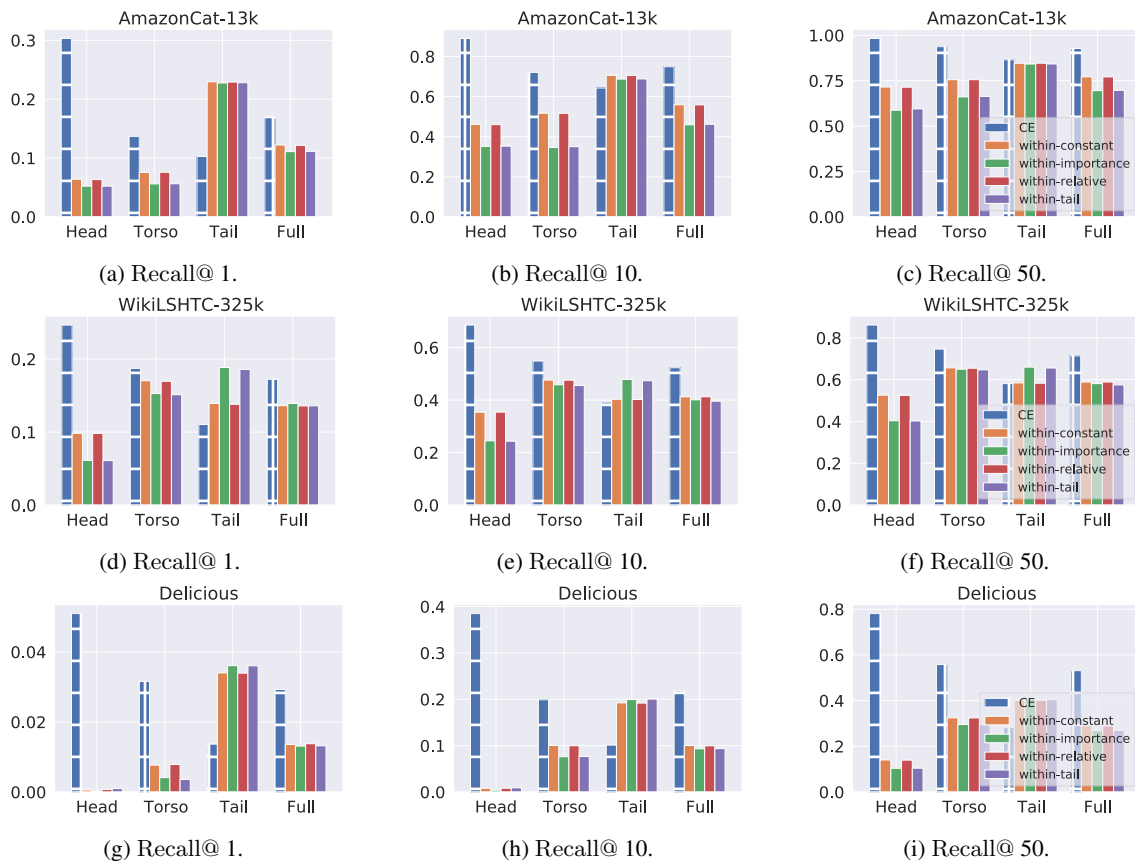 AmazonCat-13k
0.3
0.2
0.1
0.0
Head Torso Tail Full
(a) Recall@ 1.
AmazonCat-13k
0.8
0.6
0.4
0.2
0.0
Head Torso Tail Full
(b) Recall@ 10.
AmazonCat-13k
1.00
0.75
0.50
0.25
0.00
CE
within-constant
within-importance
within-relative
within-tail
Head Torso Tail Full
(c) Recall@ 50.
WikiLSHTC-325k
0.2
0.1
0.0
Head Torso Tail Full
(d) Recall@ 1.
WikiLSHTC-325k
0.6
0.4
0.2
0.0
Head Torso Tail Full
(e) Recall@ 10.
WikiLSHTC-325k
0.8
0.6
0.4
0.2
0.0
CE
within-constant
within-importance
within-relative
within-tail
Head Torso Tail Full
(f) Recall@ 50.
Delicious
0.04
0.02
0.00
Head Torso Tail Full
(g) Recall@ 1.
Delicious
0.4
0.3
0.2
0.1
0.0
Head Torso Tail Full
(h) Recall@ 10.
Delicious
0.8
0.6
0.4
0.2
0.0
CE
within-constant
within-importance
within-relative
within-tail
Head Torso Tail Full
(i) Recall@ 50.